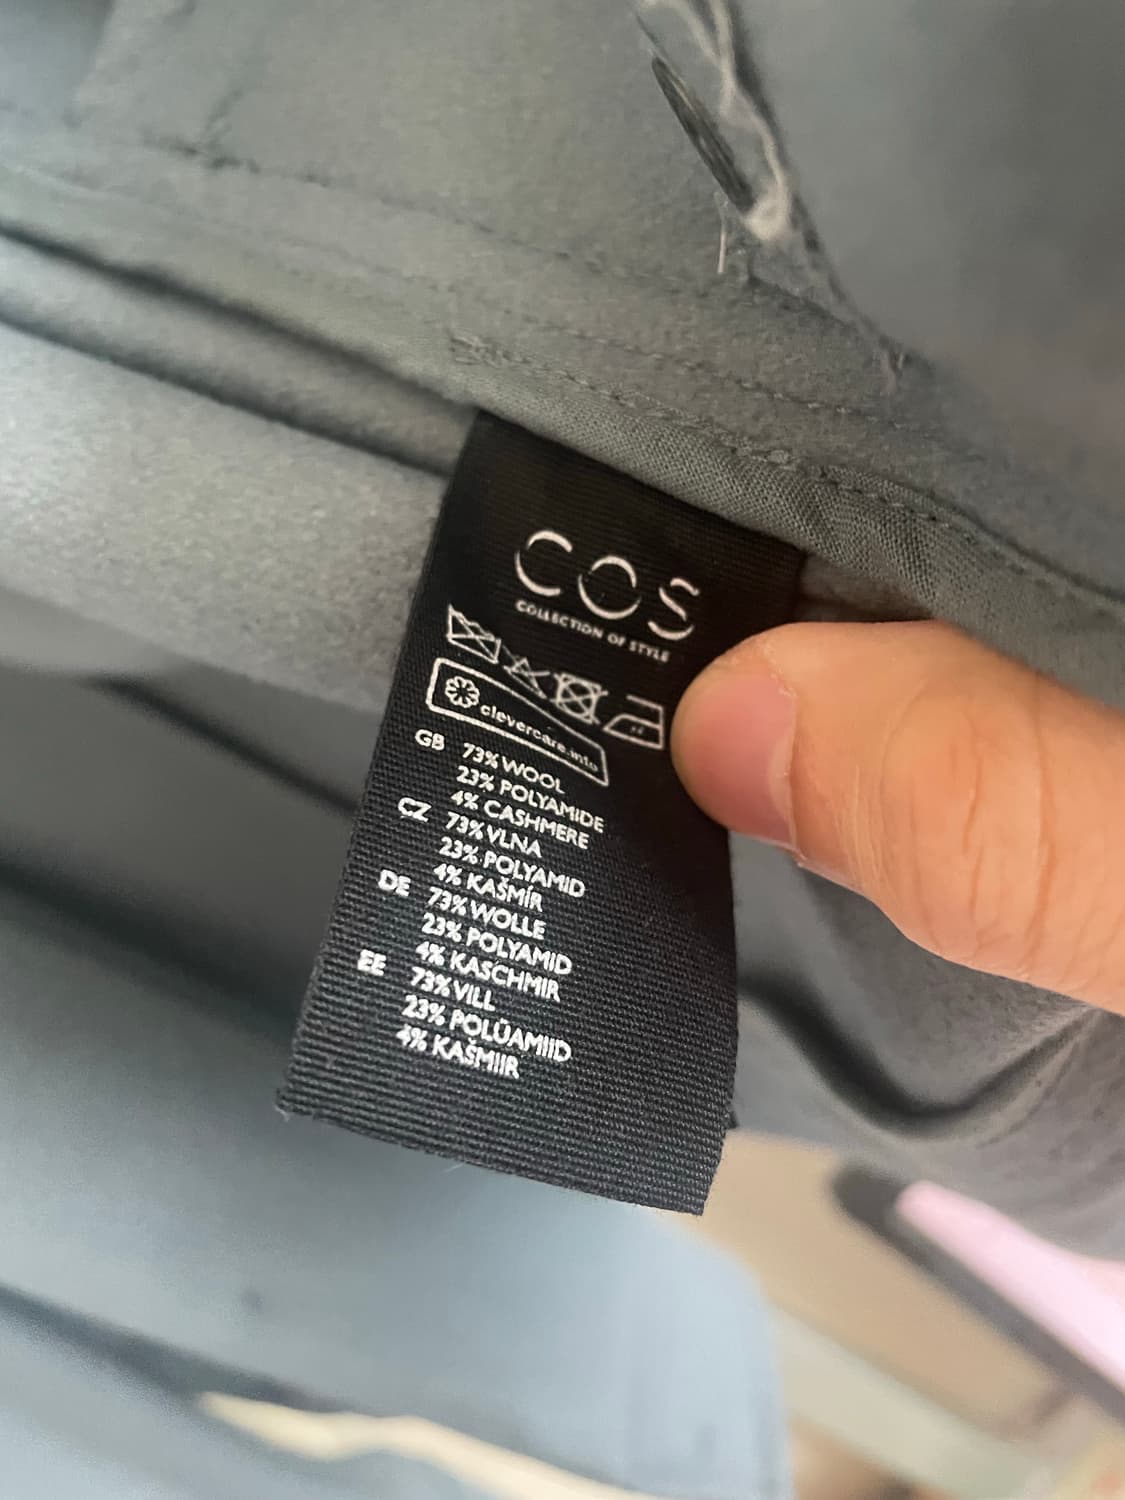 COS
COLLECTION OF STYLE
clevercare.info
GB 73% WOOL
23% POLYAMIDE
4% CASHMERE
CZ 73% VLNA
23% POLYAMID
4% KAŠMÍR
DE 73% WOLLE
23% POLYAMID
4% KASCHMIR
EE 73% VILL
23% POLÜAMIID
4% KAŠMIIR